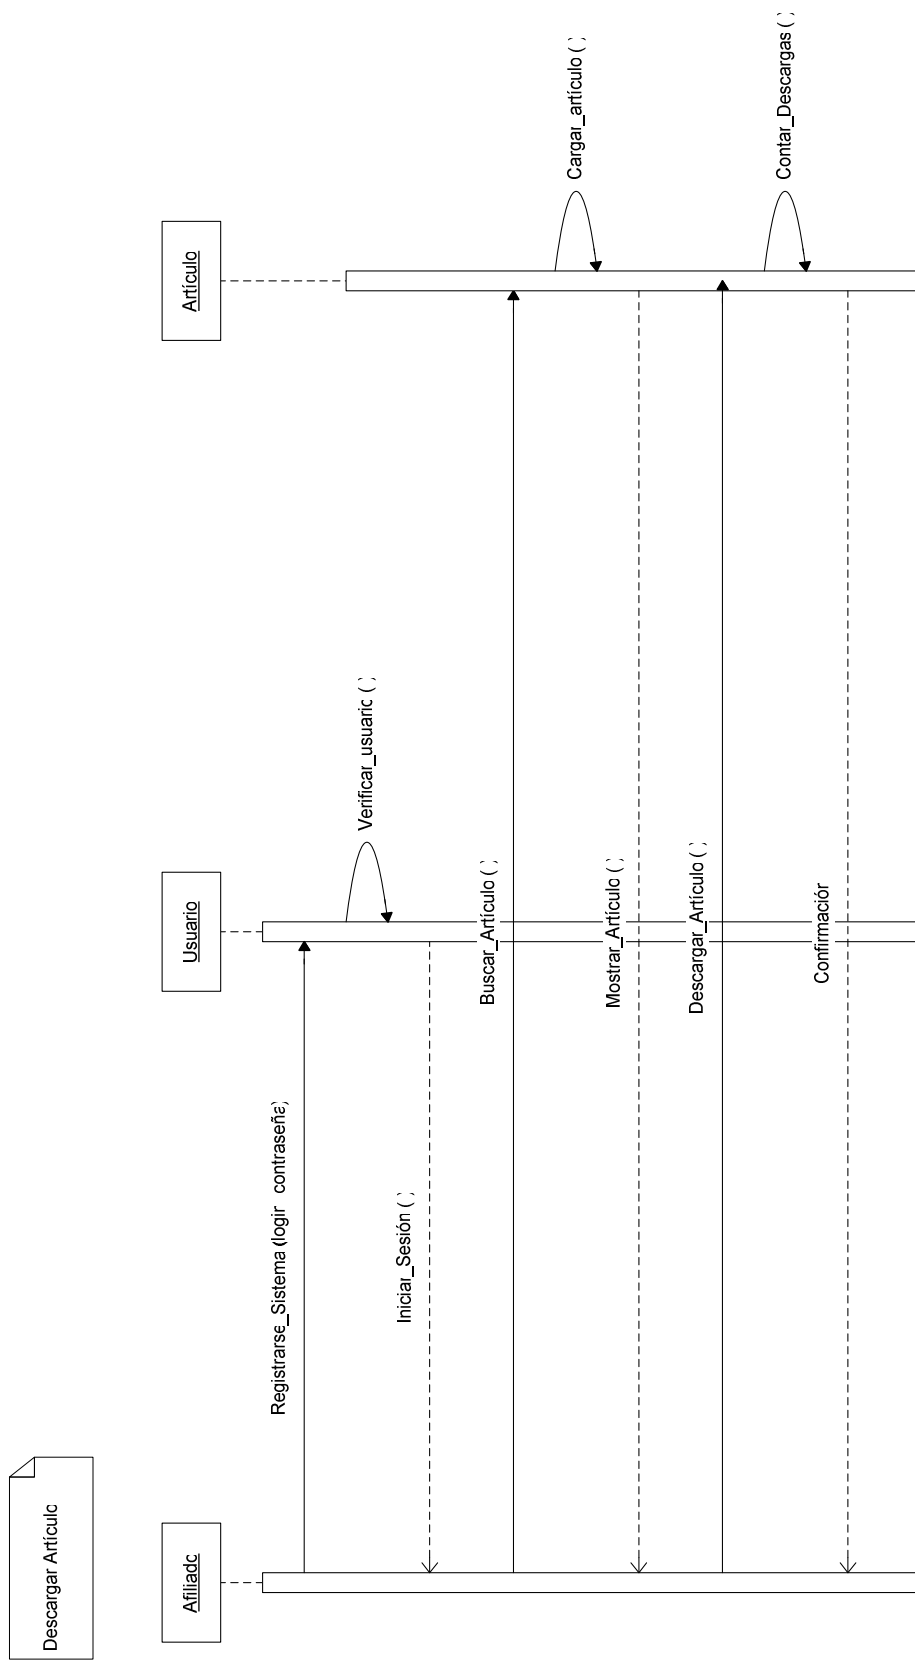 Descargar Artículo
Afiliado
Usuario
Artículo
Registrarse_Sistema (login contraseña)
Verificar_usuario ( )
Iniciar_Sesión ( )
Buscar_Artículo ( )
Cargar_artículo ( )
Mostrar_Artículo ( )
Descargar_Artículo ( )
Contar_Descargas ( )
Confirmación